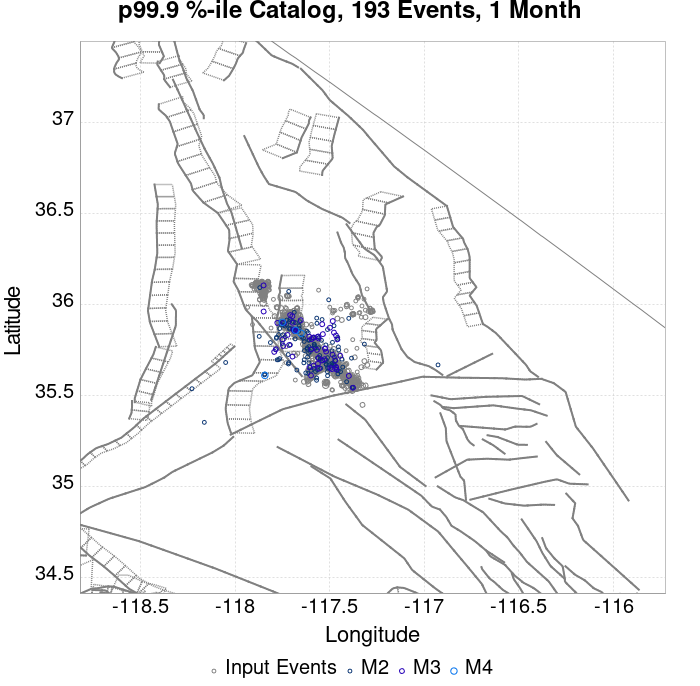 p99.9 %-ile Catalog, 193 Events, 1 Month
37
36.5
36
35.5
35
34.5
Latitude
-118.5 -118 -117.5 -117 -116.5 -116
Longitude
Input Events M2 M3 M4